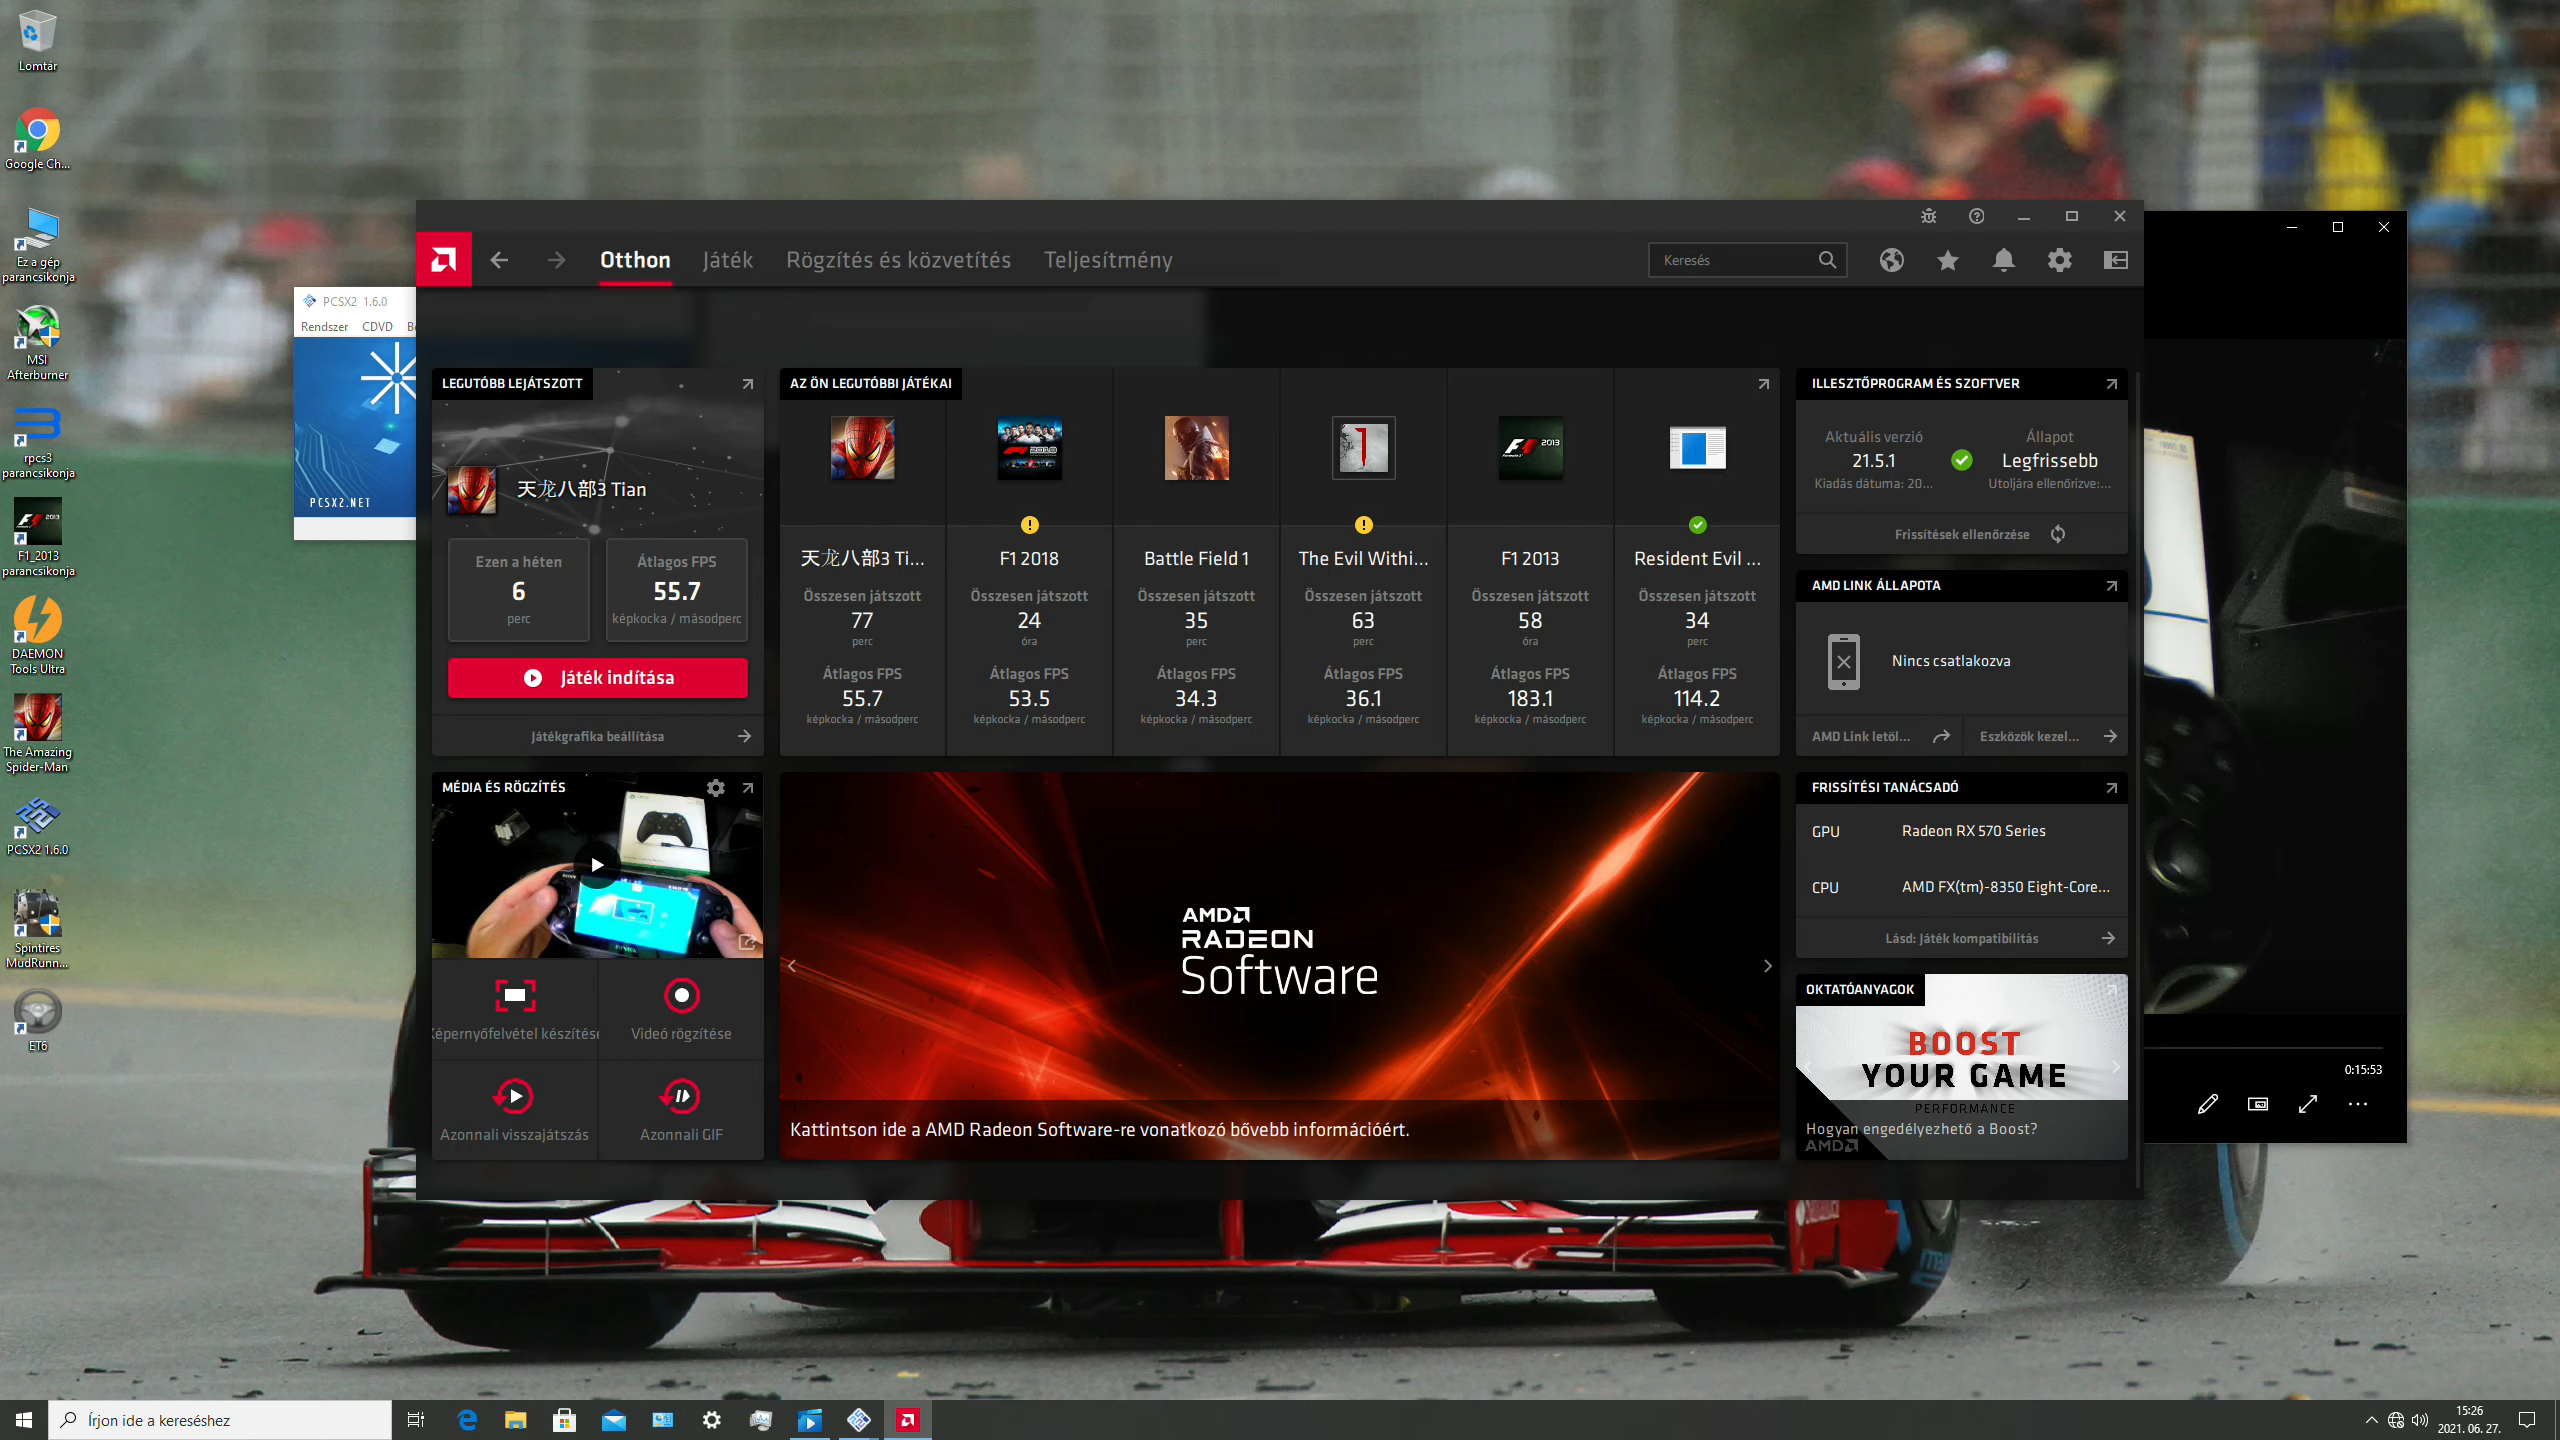 Lomtár
Google Ch...
Ez a gép
parancsikonja
MSI
Afterburner
rpcs3
parancsikonja
F1_2013
parancsikonja
DAEMON
Tools Ultra
The Amazing
Spider-Man
PCSX2 1.6.0
Spintires
MudRunn...
ET6
PCSX2 1.6.0
Rendszer CDVD
PCSX2.NET
Otthon Játék Rögzítés és közvetítés Teljesítmény
Keresés
LEGUTÓBB LEJÁTSZOTT
天龙八部3 Tian
Ezen a héten
6
perc
Átlagos FPS
55.7
képkocka / másodperc
Játék indítása
Játékgrafika beállítása
AZ ÖN LEGUTÓBBI JÁTÉKAI
天龙八部3 Ti...
Összesen játszott
77
perc
Átlagos FPS
55.7
képkocka / másodperc
F1 2018
Összesen játszott
24
óra
Átlagos FPS
53.5
képkocka / másodperc
Battle Field 1
Összesen játszott
35
perc
Átlagos FPS
34.3
képkocka / másodperc
The Evil Withi...
Összesen játszott
63
perc
Átlagos FPS
36.1
képkocka / másodperc
2013
F1 2013
Összesen játszott
58
óra
Átlagos FPS
183.1
képkocka / másodperc
Resident Evil ...
Összesen játszott
34
perc
Átlagos FPS
114.2
képkocka / másodperc
ILLESZTŐPROGRAM ÉS SZOFTVER
Aktuális verzió
21.5.1
Kiadás dátuma: 20...
Állapot
Legfrissebb
Utoljára ellenőrizve:...
Frissítések ellenőrzése
AMD LINK ÁLLAPOTA
Nincs csatlakozva
AMD Link letöl...
Eszközök kezel...
MÉDIA ÉS RÖGZÍTÉS
Képernyőfelvétel készítése
Videó rögzítése
Azonnali visszajátszás
Azonnali GIF
AMD
RADEON
Software
Kattintson ide a AMD Radeon Software-re vonatkozó bővebb információért.
FRISSÍTÉSI TANÁCSADÓ
GPU Radeon RX 570 Series
CPU AMD FX(tm)-8350 Eight-Core...
Lásd: Játék kompatibilitás
OKTATÓANYAGOK
BOOST
YOUR GAME
PERFORMANCE
Hogyan engedélyezhető a Boost?
AMD
0:15:53
Írjon ide a kereséshez
15:26
2021. 06. 27.